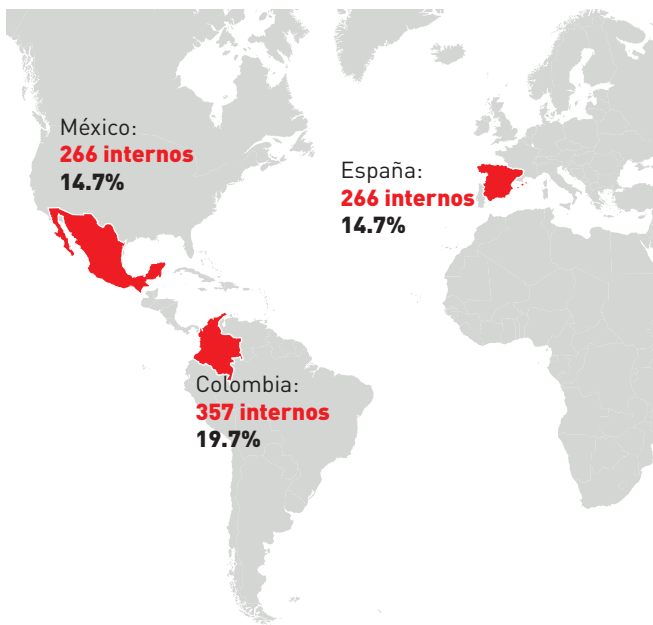 México:
266 internos
14.7%
España:
266 internos
14.7%
Colombia:
357 internos
19.7%